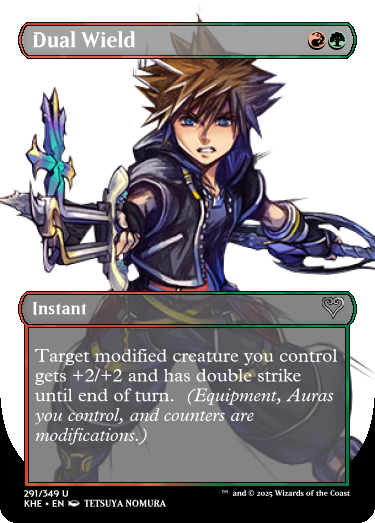 Dual Wield
Instant
Target modified creature you control
gets +2/+2 and has double strike
until end of turn. (Equipment, Auras
you control, and counters are
modifications.)
291/349 U
KHE • EN TETSUYA NOMURA
™ and © 2025 Wizards of the Coast